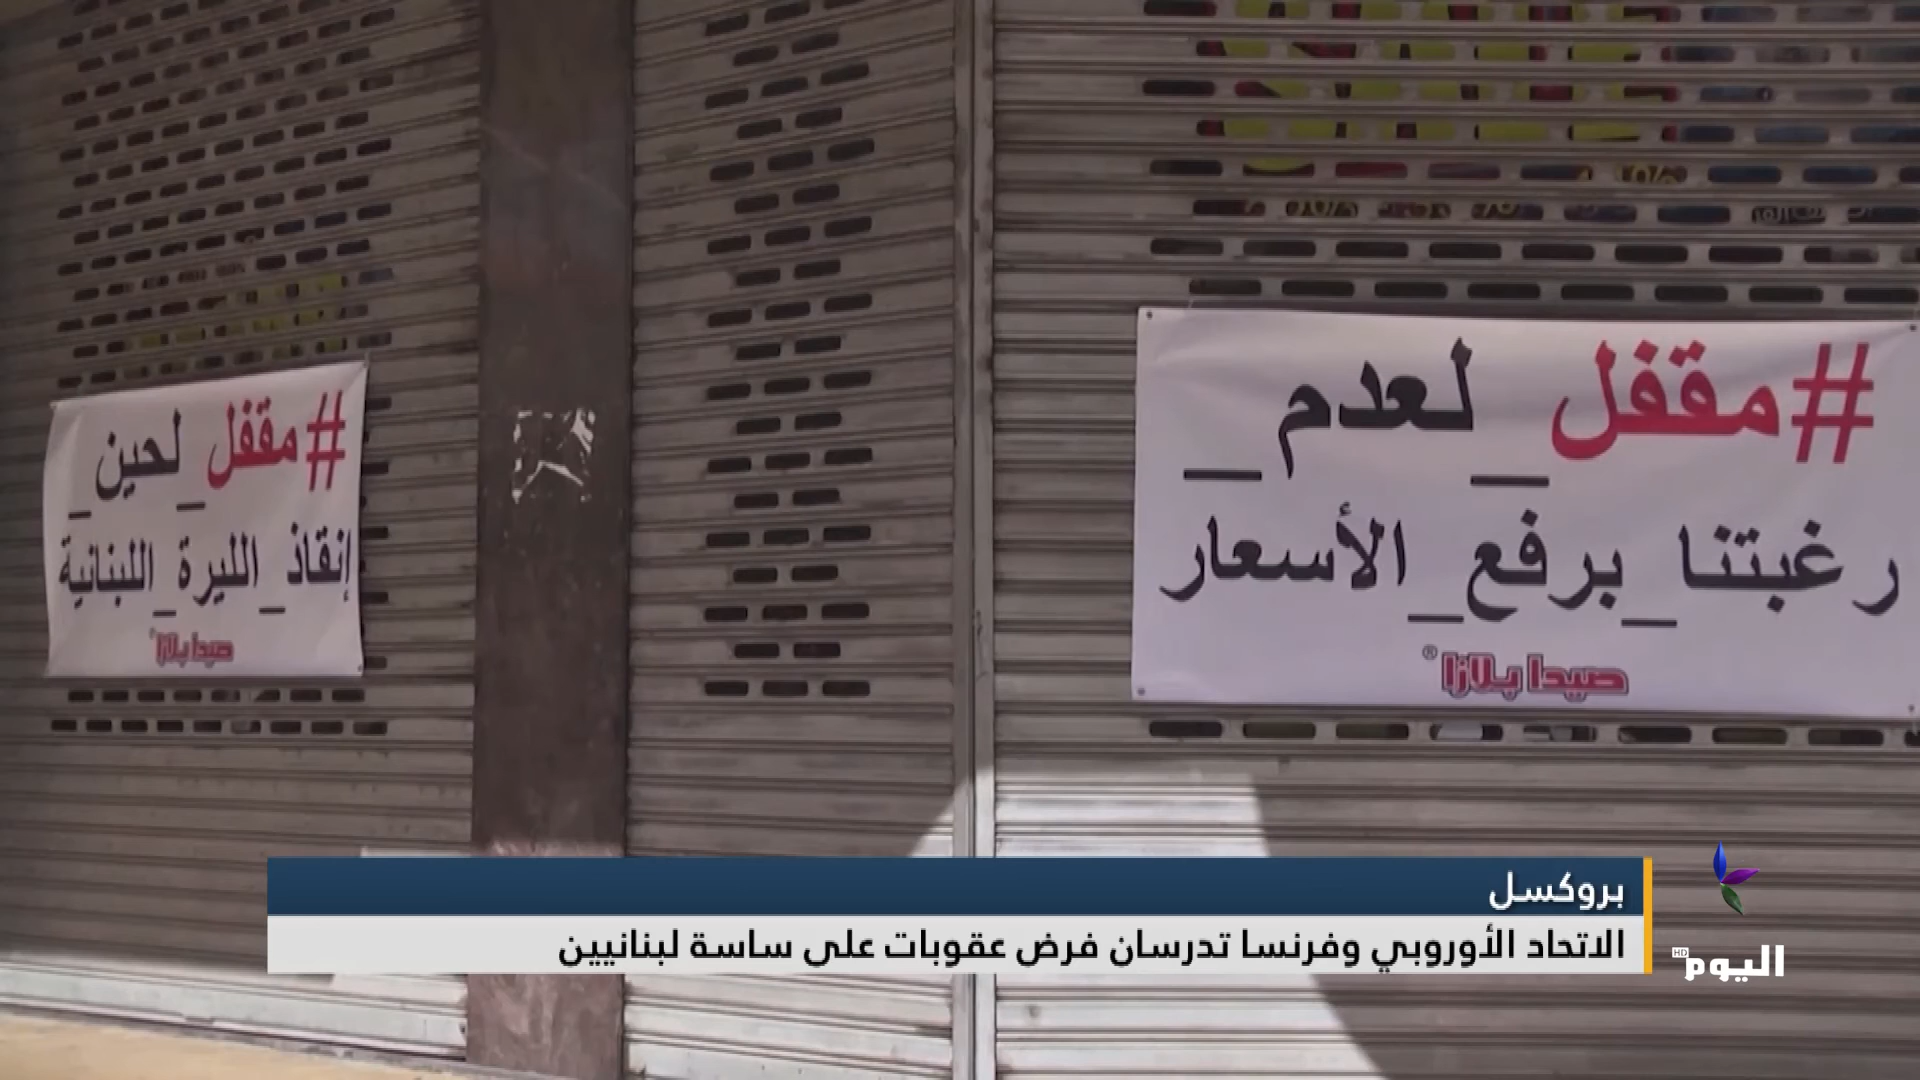 #مقفل_لعدم_
رغبتنا_برفع_الأسعار
صيدا بلازا®
#مقفل_لحين_
إنقاذ_الليرة_اللبنانية
صيدا بلازا®
بروكسل
الاتحاد الأوروبي وفرنسا تدرسان فرض عقوبات على ساسة لبنانيين
اليوم HD